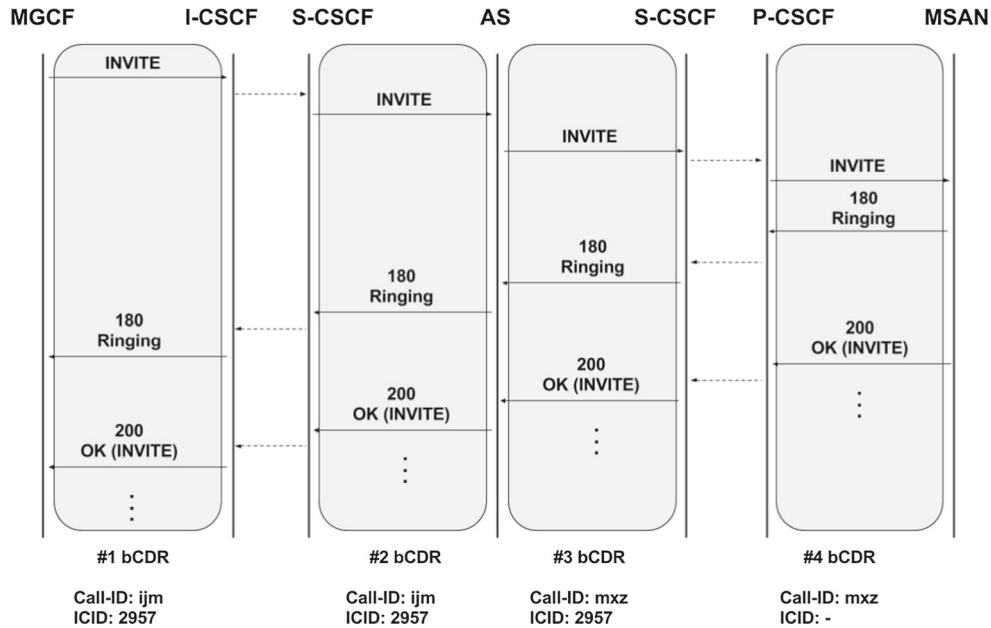 MGCF I-CSCF S-CSCF AS S-CSCF P-CSCF MSAN
INVITE
INVITE
INVITE
INVITE
180
Ringing
180
Ringing
180
Ringing
180
Ringing
200
OK (INVITE)
200
OK (INVITE)
200
OK (INVITE)
200
OK (INVITE)
#1 bCDR
Call-ID: ijm
ICID: 2957
#2 bCDR
Call-ID: ijm
ICID: 2957
#3 bCDR
Call-ID: mxz
ICID: 2957
#4 bCDR
Call-ID: mxz
ICID: -